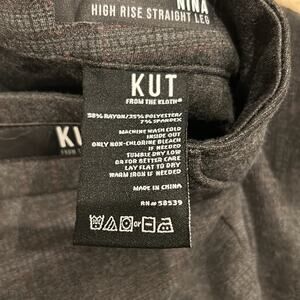 NINA
HIGH RISE STRAIGHT LEG
KUT
FROM THE KLOTH®
58% RAYON/35% POLYESTER/
7% SPANDEX
MACHINE WASH COLD
INSIDE OUT
ONLY NON-CHLORINE BLEACH
IF NEEDED
TUMBLE DRY LOW
OR FOR BETTER CARE
LAY FLAT TO DRY
WARM IRON IF NEEDED
MADE IN CHINA
RN# 58539
or
KU
FROM